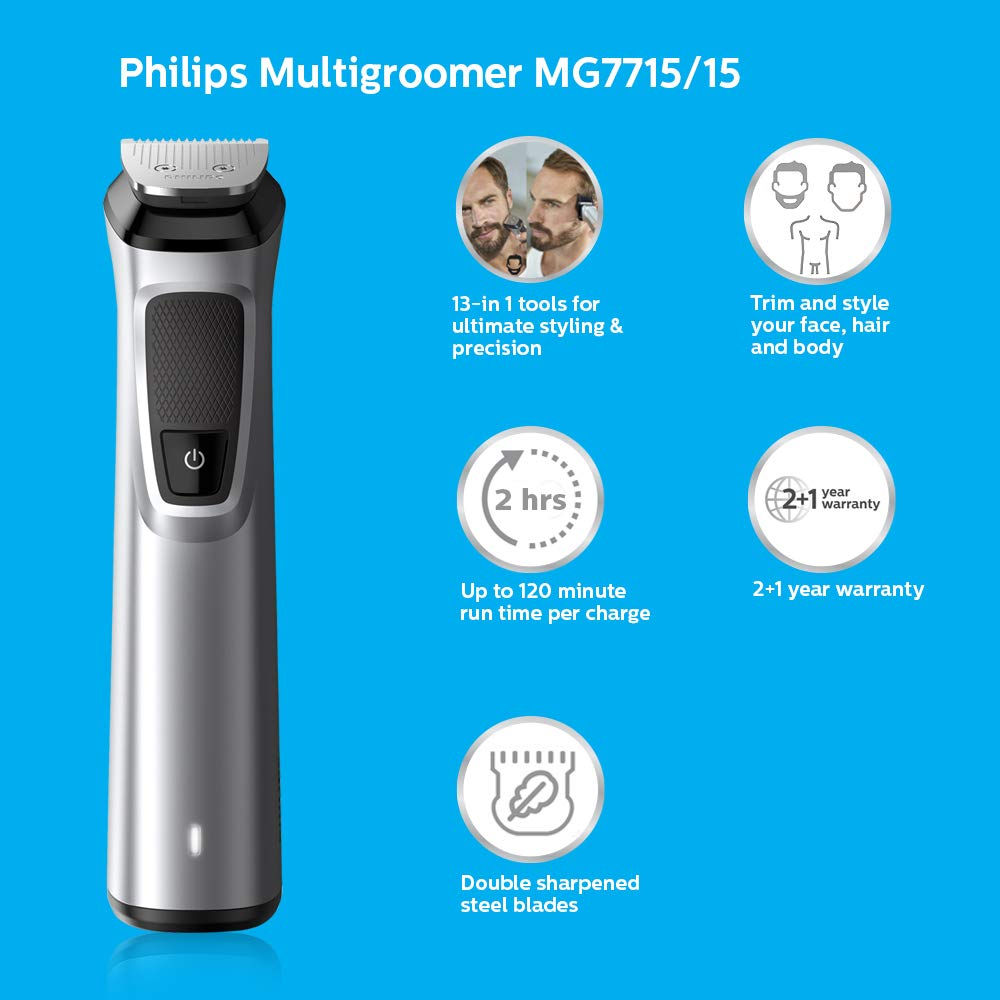 Philips Multigroomer MG7715/15
PHILIPS
13-in 1 tools for
ultimate styling &
precision
Trim and style
your face, hair
and body
2 hrs
Up to 120 minute
run time per charge
2+1 year
warranty
2+1 year warranty
Double sharpened
steel blades